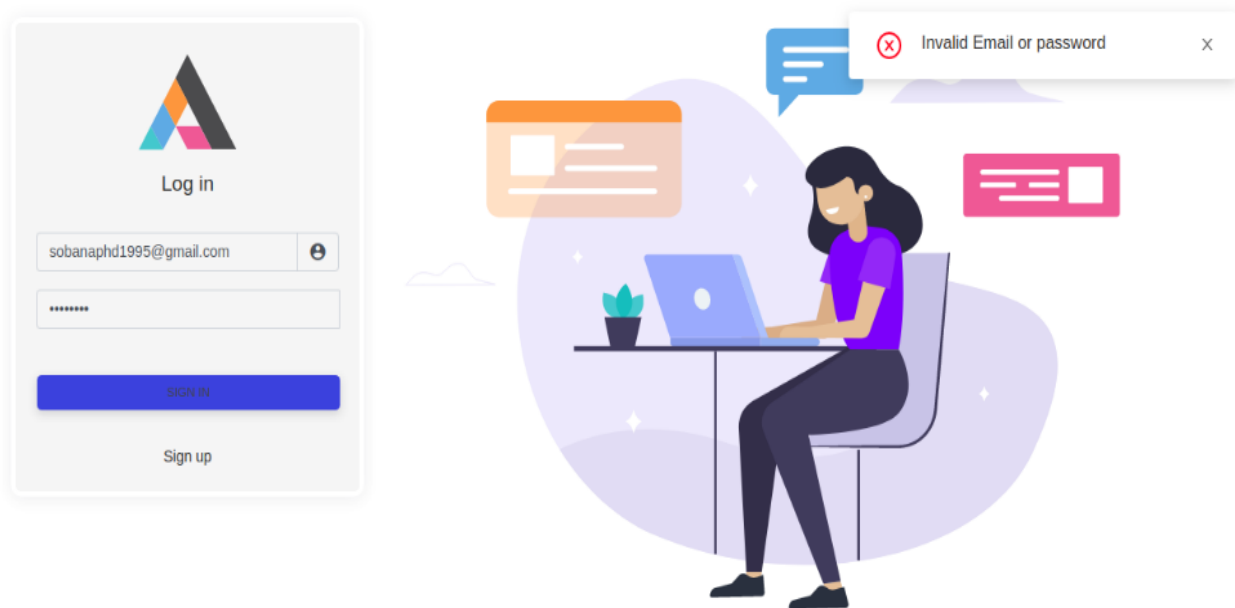 Invalid Email or password
X
Log in
sobanaphd1995@gmail.com
••••••••
SIGN IN
Sign up